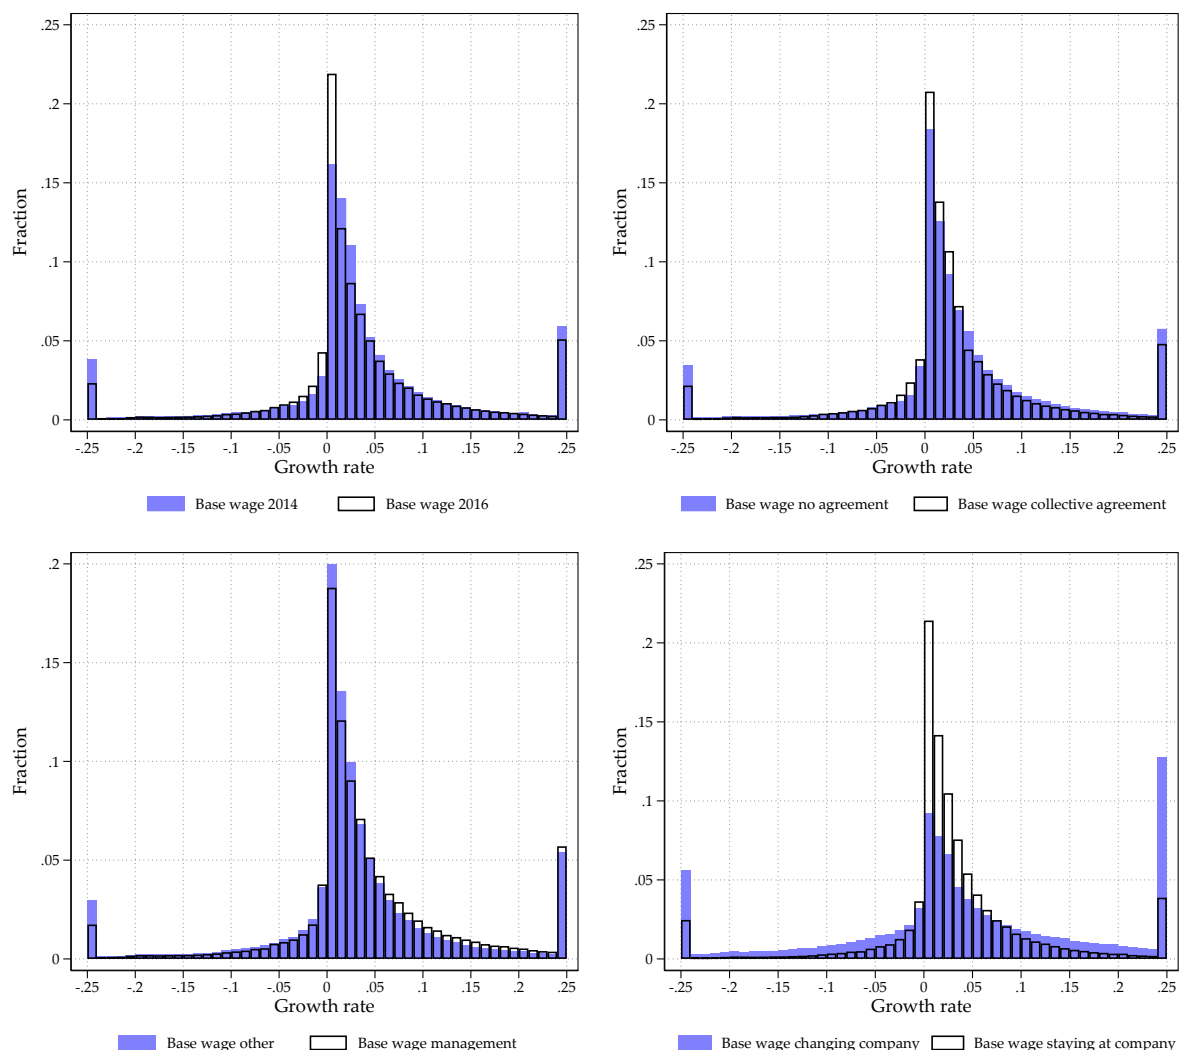 .25
.2
.15
.1
.05
0
Fraction
-.25 -.2 -.15 -.1 -.05 0 .05 .1 .15 .2 .25
Growth rate
Base wage 2014 Base wage 2016
.25
.2
.15
.1
.05
0
Fraction
-.25 -.2 -.15 -.1 -.05 0 .05 .1 .15 .2 .25
Growth rate
Base wage no agreement Base wage collective agreement
.2
.15
.1
.05
0
Fraction
-.25 -.2 -.15 -.1 -.05 0 .05 .1 .15 .2 .25
Growth rate
Base wage other Base wage management
.25
.2
.15
.1
.05
0
Fraction
-.25 -.2 -.15 -.1 -.05 0 .05 .1 .15 .2 .25
Growth rate
Base wage changing company Base wage staying at company